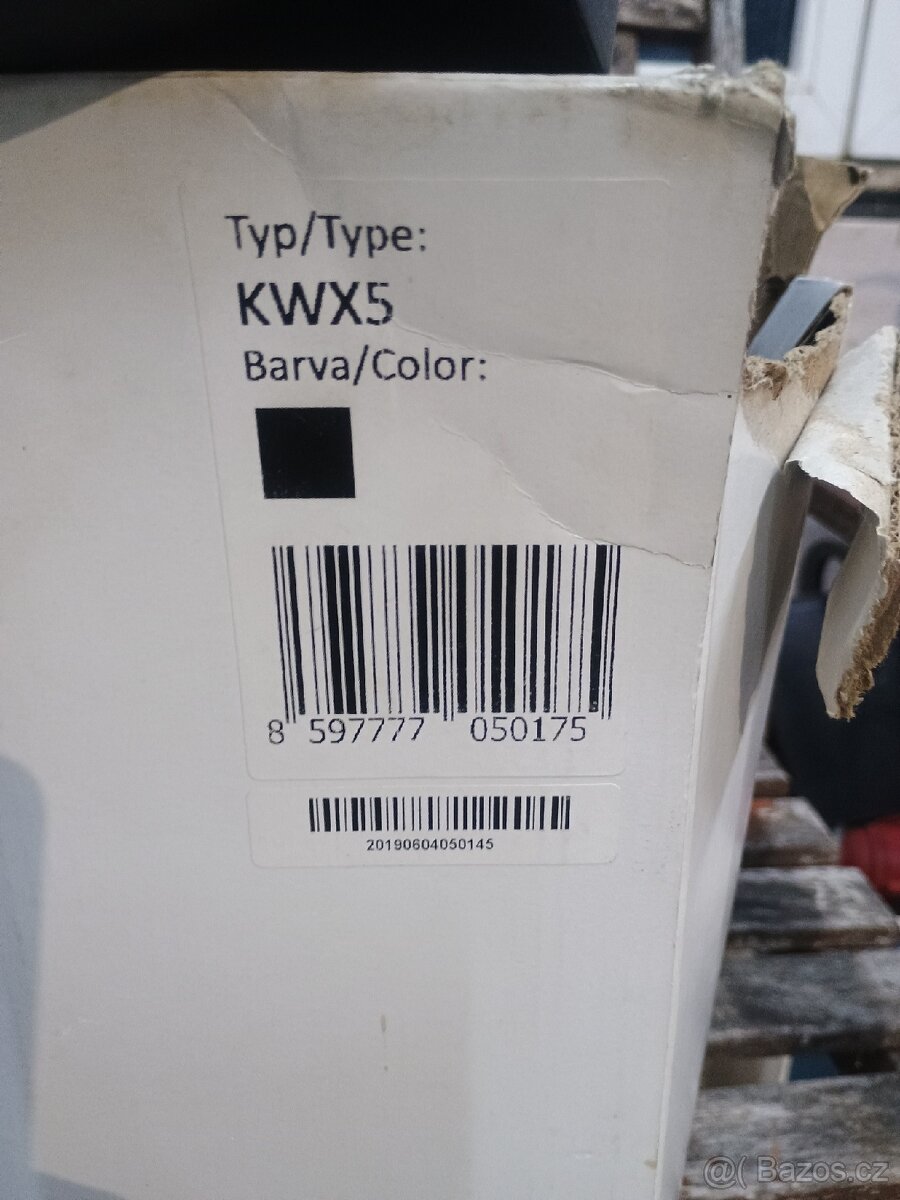 Typ/Type:
KWX5
Barva/Color:
8 597777 050175
20190604050145
@( Bazos.cz